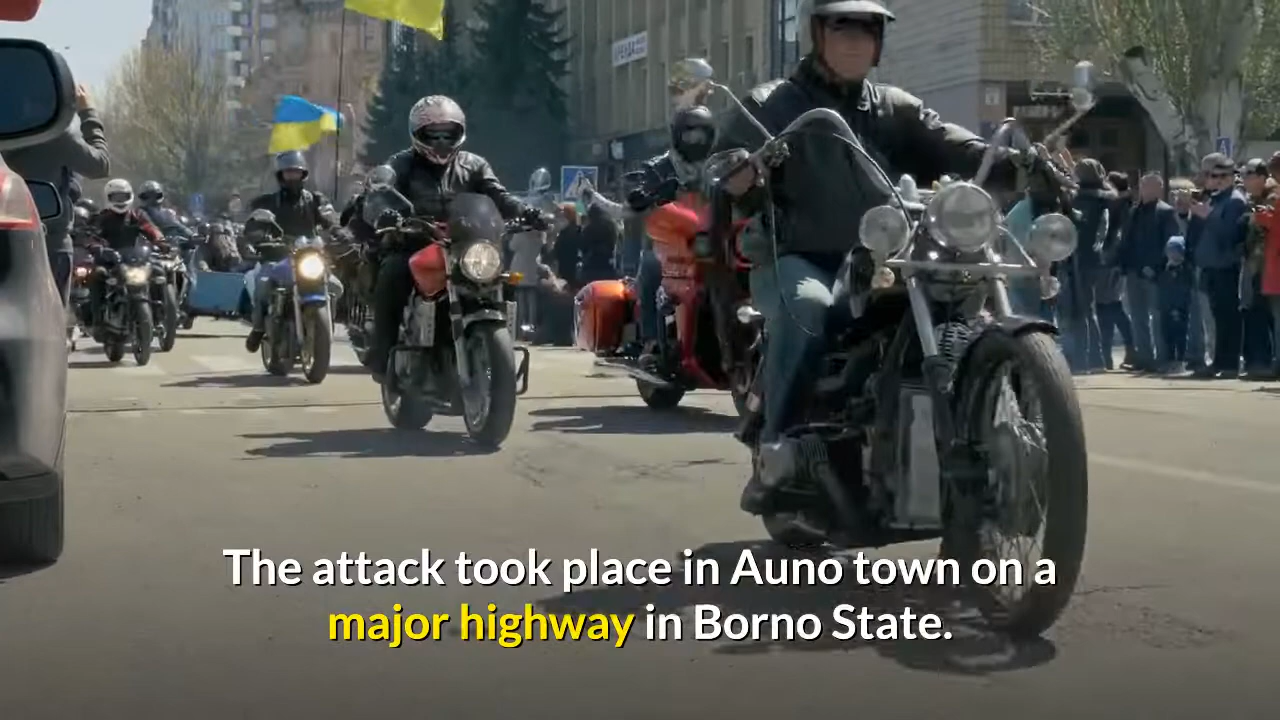 The attack took place in Auno town on a
major highway in Borno State.